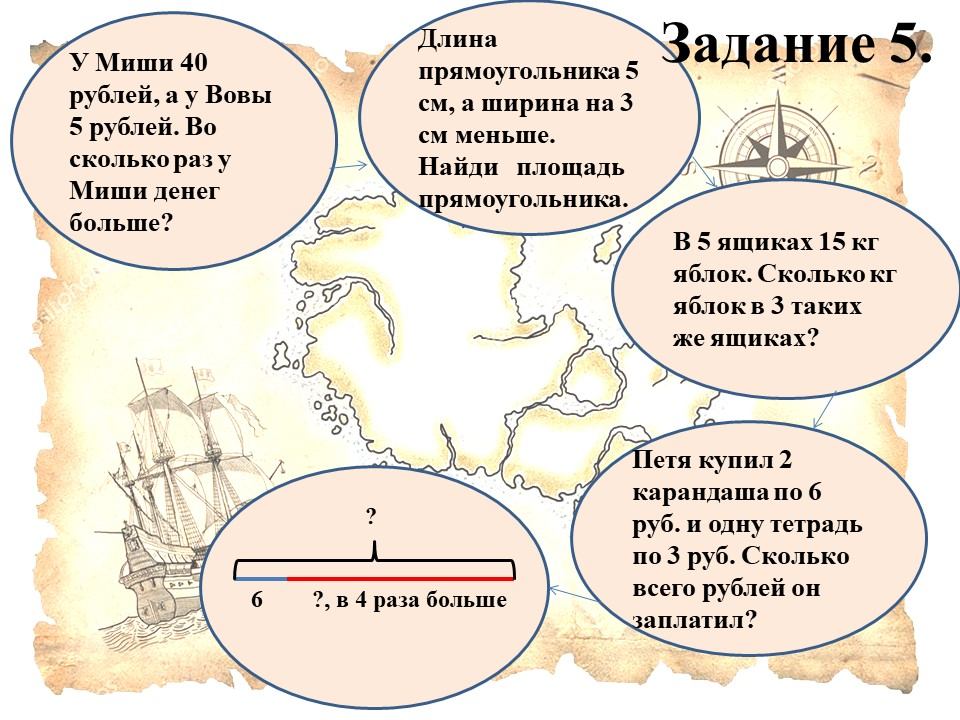 Задание 5.
У Миши 40
рублей, а у Вовы
5 рублей. Во
сколько раз у
Миши денег
больше?
Длина
прямоугольника 5
см, а ширина на 3
см меньше.
Найди площадь
прямоугольника.
В 5 ящиках 15 кг
яблок. Сколько кг
яблок в 3 таких
же ящиках?
Петя купил 2
карандаша по 6
руб. и одну тетрадь
по 3 руб. Сколько
всего рублей он
заплатил?
?
6 ?, в 4 раза больше